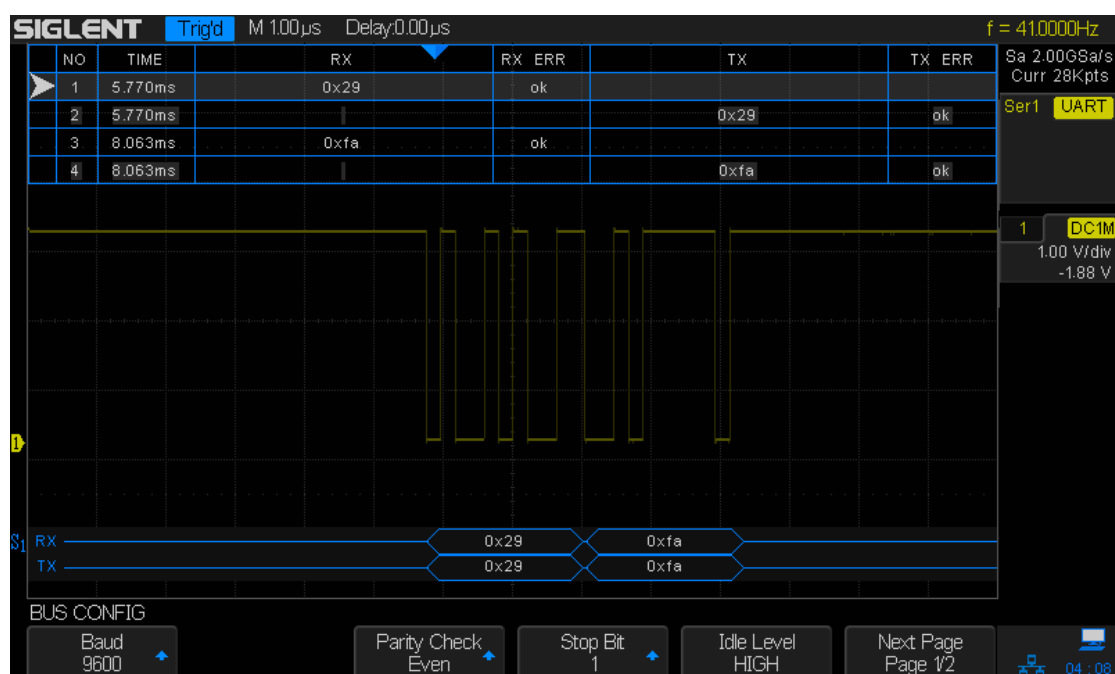 SIGLENT Trig'd M 1.00µs Delay:0.00µs f = 41.0000Hz
NO TIME RX RX ERR TX TX ERR
Sa 2.00GSa/s
Curr 28Kpts
1 5.770ms 0x29 ok
Ser1 UART
2 5.770ms 0x29 ok
3 8.063ms 0xfa ok
4 8.063ms 0xfa ok
1 DC1M
1.00 V/div
-1.88 V
1
S1 RX 0x29 0xfa
TX 0x29 0xfa
BUS CONFIG
Baud Parity Check Stop Bit Idle Level Next Page
9600 Even 1 HIGH Page 1/2
04 : 08